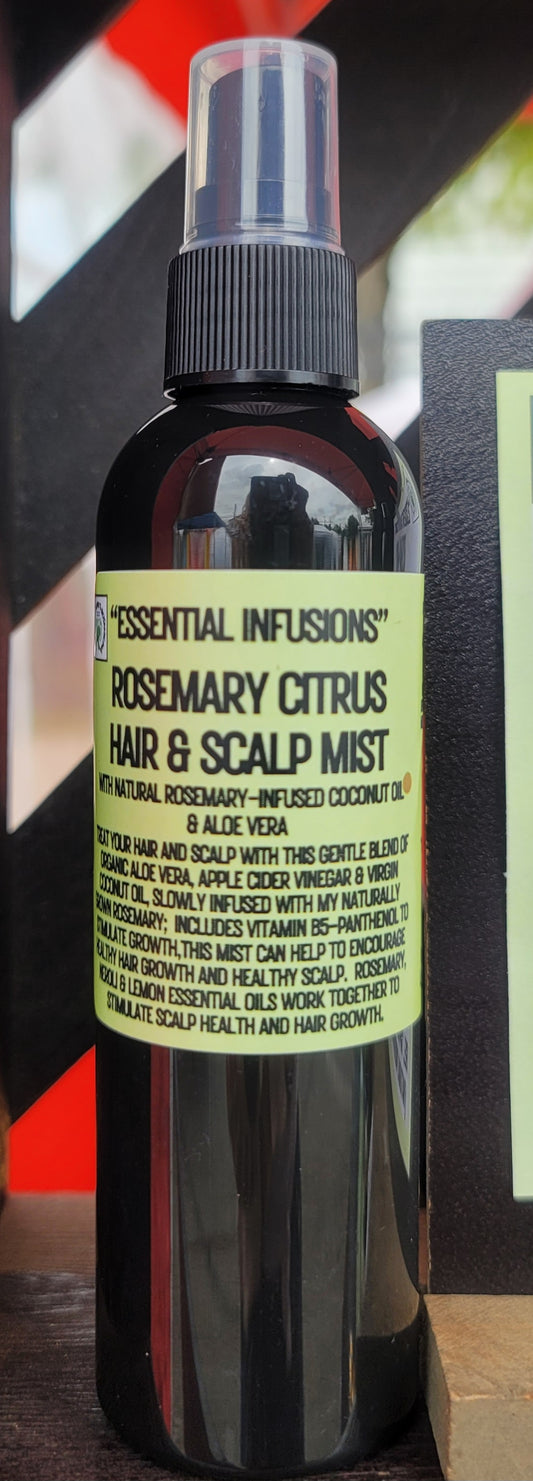 "ESSENTIAL INFUSIONS"
ROSEMARY CITRUS
HAIR & SCALP MIST
WITH NATURAL ROSEMARY-INFUSED COCONUT OIL
& ALOE VERA
TREAT YOUR HAIR AND SCALP WITH THIS GENTLE BLEND OF
ORGANIC ALOE VERA, APPLE CIDER VINEGAR & VIRGIN
COCONUT OIL, SLOWLY INFUSED WITH MY NATURALLY
GROWN ROSEMARY; INCLUDES VITAMIN B5-PANTHENOL TO
STIMULATE GROWTH,THIS MIST CAN HELP TO ENCOURAGE
HEALTHY HAIR GROWTH AND HEALTHY SCALP. ROSEMARY,
NEROLI & LEMON ESSENTIAL OILS WORK TOGETHER TO
STIMULATE SCALP HEALTH AND HAIR GROWTH.